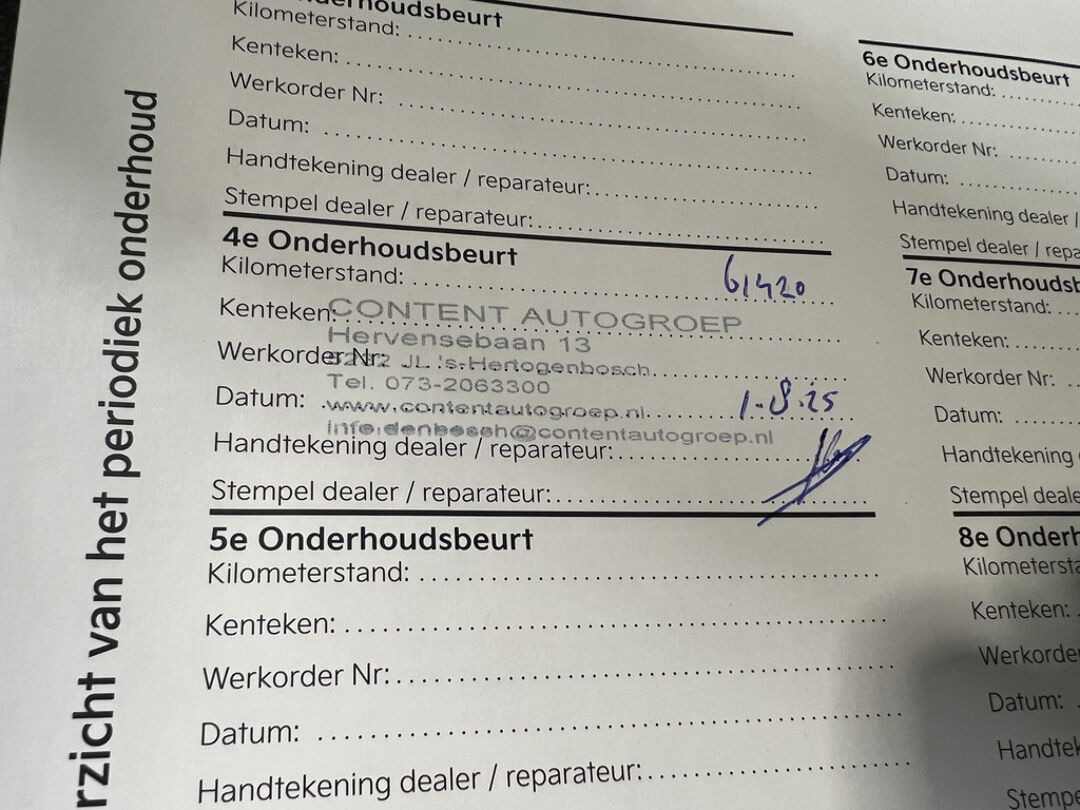 rzicht van het periodiek onderhoud
derhoudsbeurt
Kilometerstand:
Kenteken:
Werkorder Nr:
Datum:
Handtekening dealer / reparateur:
Stempel dealer / reparateur:
4e Onderhoudsbeurt
Kilometerstand: 61420
Kenteken:
CONTENT AUTOGROEP
Hervensebaan 13
Werkorder Nr:
JL 's-Hertogenbosch
Tel. 073-2063300
Datum: 1-8-25
www.contentautogroep.nl
info.denbosch@contentautogroep.nl
Handtekening dealer / reparateur:
Stempel dealer / reparateur:
5e Onderhoudsbeurt
Kilometerstand:
Kenteken:
Werkorder Nr:
Datum:
Handtekening dealer / reparateur:
6e Onderhoudsbeurt
Kilometerstand:
Kenteken:
Werkorder Nr:
Datum:
Handtekening dealer /
Stempel dealer / repa
7e Onderhoudsb
Kilometerstand:
Kenteken:
Werkorder Nr:
Datum:
Handtekening
Stempel deale
8e Onderh
Kilometersta
Kenteken:
Werkorde
Datum:
Handtek
Stempe